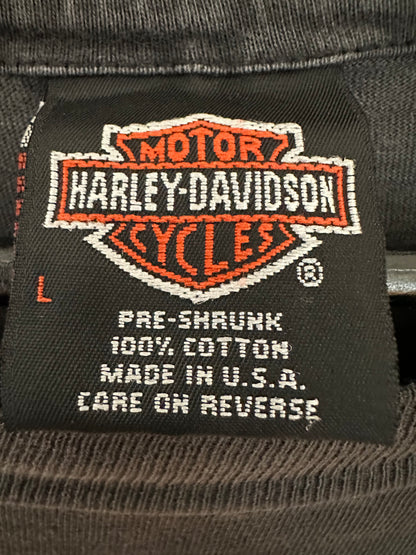 MOTOR
HARLEY-DAVIDSON
CYCLES
®
L
PRE-SHRUNK
100% COTTON
MADE IN U.S.A.
CARE ON REVERSE